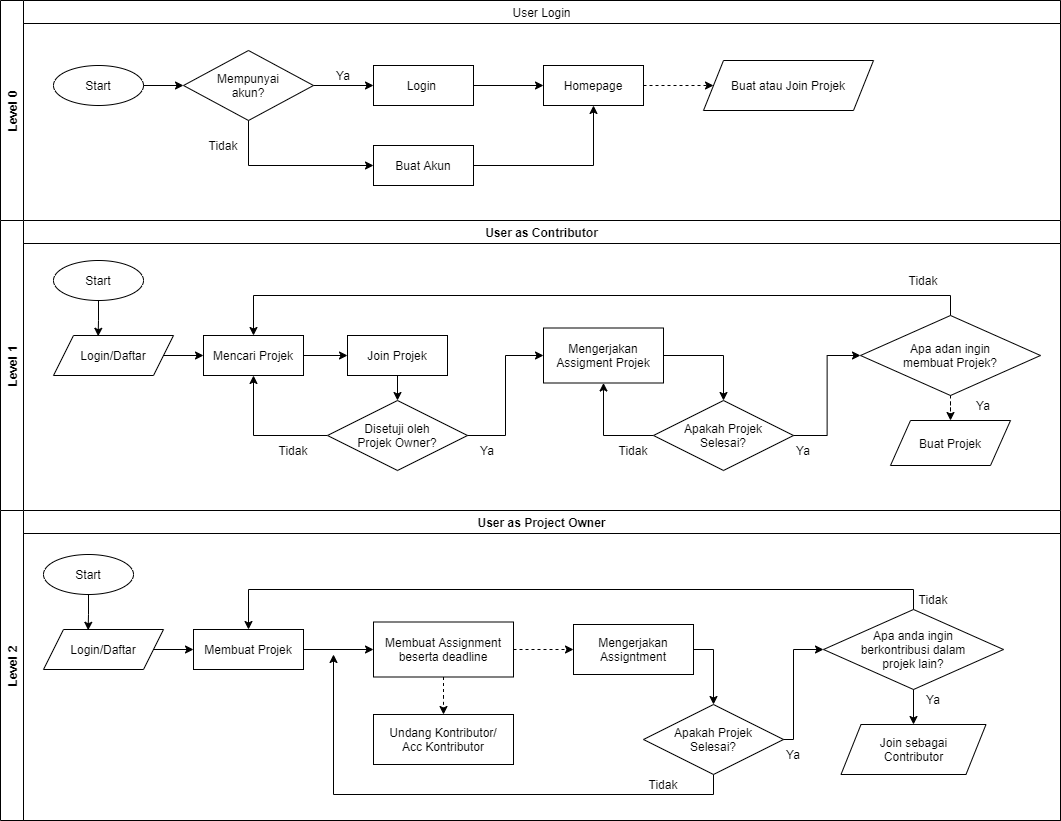 User Login
Level 0
Start
Mempunyai
akun?
Ya
Login
Homepage
Buat atau Join Projek
Tidak
Buat Akun
User as Contributor
Level 1
Start
Tidak
Login/Daftar
Mencari Projek
Join Projek
Mengerjakan
Assigment Projek
Apa adan ingin
membuat Projek?
Disetuji oleh
Projek Owner?
Tidak
Ya
Apakah Projek
Selesai?
Tidak
Ya
Ya
Buat Projek
User as Project Owner
Level 2
Start
Tidak
Login/Daftar
Membuat Projek
Membuat Assignment
beserta deadline
Mengerjakan
Assigntment
Apa anda ingin
berkontribusi dalam
projek lain?
Ya
Undang Kontributor/
Acc Kontributor
Apakah Projek
Selesai?
Ya
Tidak
Join sebagai
Contributor